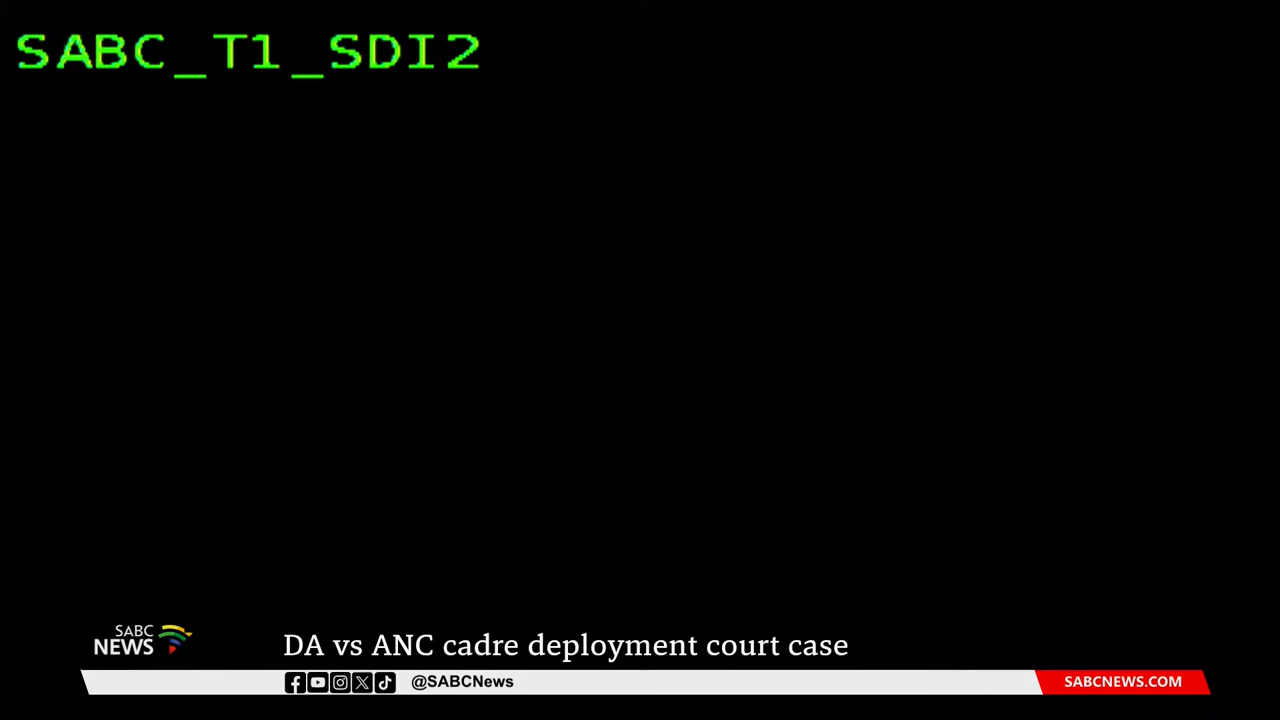 SABC_T1_SDI2
SABC
NEWS
DA vs ANC cadre deployment court case
@SABCNews
SABCNEWS.COM